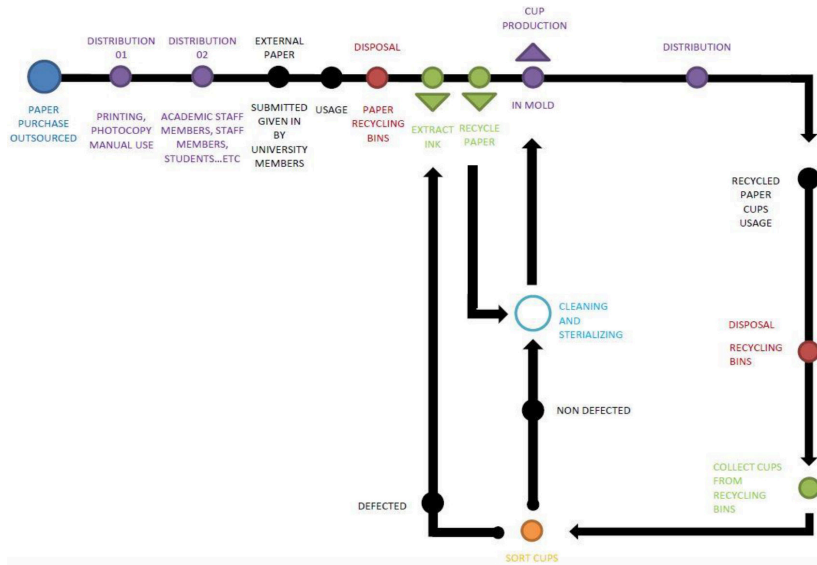 CUP
PRODUCTION
DISTRIBUTION
01
DISTRIBUTION
02
EXTERNAL
PAPER
DISPOSAL
DISTRIBUTION
PAPER
PURCHASE
OUTSOURCED
PRINTING,
PHOTOCOPY
MANUAL USE
ACADEMIC STAFF
MEMBERS, STAFF
MEMBERS,
STUDENTS...ETC
SUBMITTED
GIVEN IN
BY
UNIVERSITY
MEMBERS
USAGE
PAPER
RECYCLING
BINS
EXTRACT
INK
RECYCLE
PAPER
IN MOLD
RECYCLED
PAPER
CUPS
USAGE
CLEANING
AND
STERIALIZING
DISPOSAL
RECYCLING
BINS
NON DEFECTED
COLLECT CUPS
FROM
RECYCLING
BINS
DEFECTED
SORT CUPS